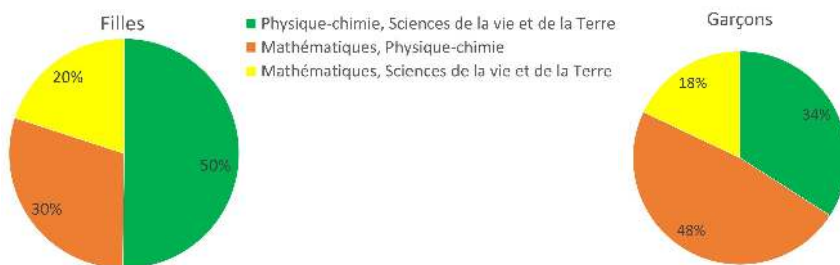 Filles
Physique-chimie, Sciences de la vie et de la Terre
Mathématiques, Physique-chimie
Mathématiques, Sciences de la vie et de la Terre
Garçons
20%
50%
30%
18%
34%
48%